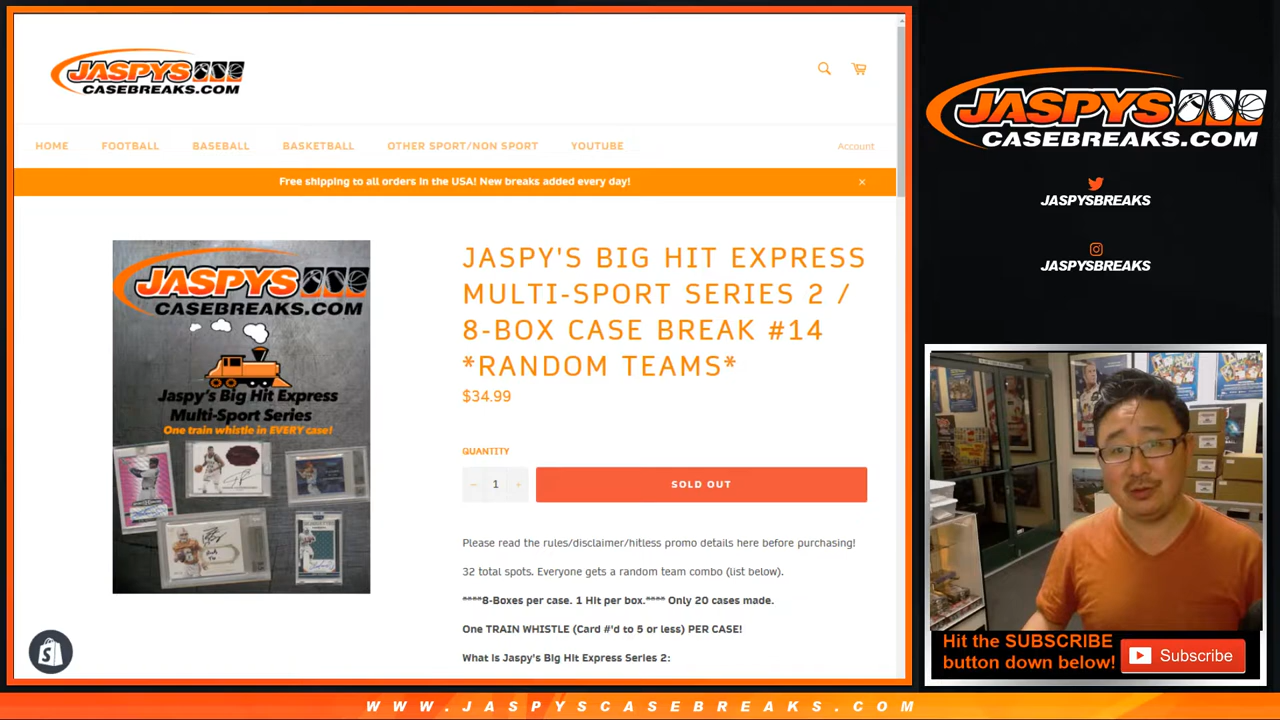 JASPYS
CASEBREAKS.COM
HOME
FOOTBALL
BASEBALL
BASKETBALL
OTHER SPORT/NON SPORT
YOUTUBE
Account
Free shipping to all orders in the USA! New breaks added every day!
×
JASPYS
CASEBREAKS.COM
Jaspy's Big Hit Express
Multi-Sport Series
One train whistle in EVERY case!
JASPY'S BIG HIT EXPRESS
MULTI-SPORT SERIES 2 /
8-BOX CASE BREAK #14
*RANDOM TEAMS*
$34.99
QUANTITY
− 1 +
SOLD OUT
Please read the rules/disclaimer/hitless promo details here before purchasing!
32 total spots. Everyone gets a random team combo (list below).
****8-Boxes per case. 1 Hit per box.**** Only 20 cases made.
One TRAIN WHISTLE (Card #'d to 5 or less) PER CASE!
What is Jaspy's Big Hit Express Series 2:
JASPYS
CASEBREAKS.COM
JASPYSBREAKS
JASPYSBREAKS
Hit the SUBSCRIBE
button down below!
Subscribe
WWW.JASPYSCASEBREAKS.COM